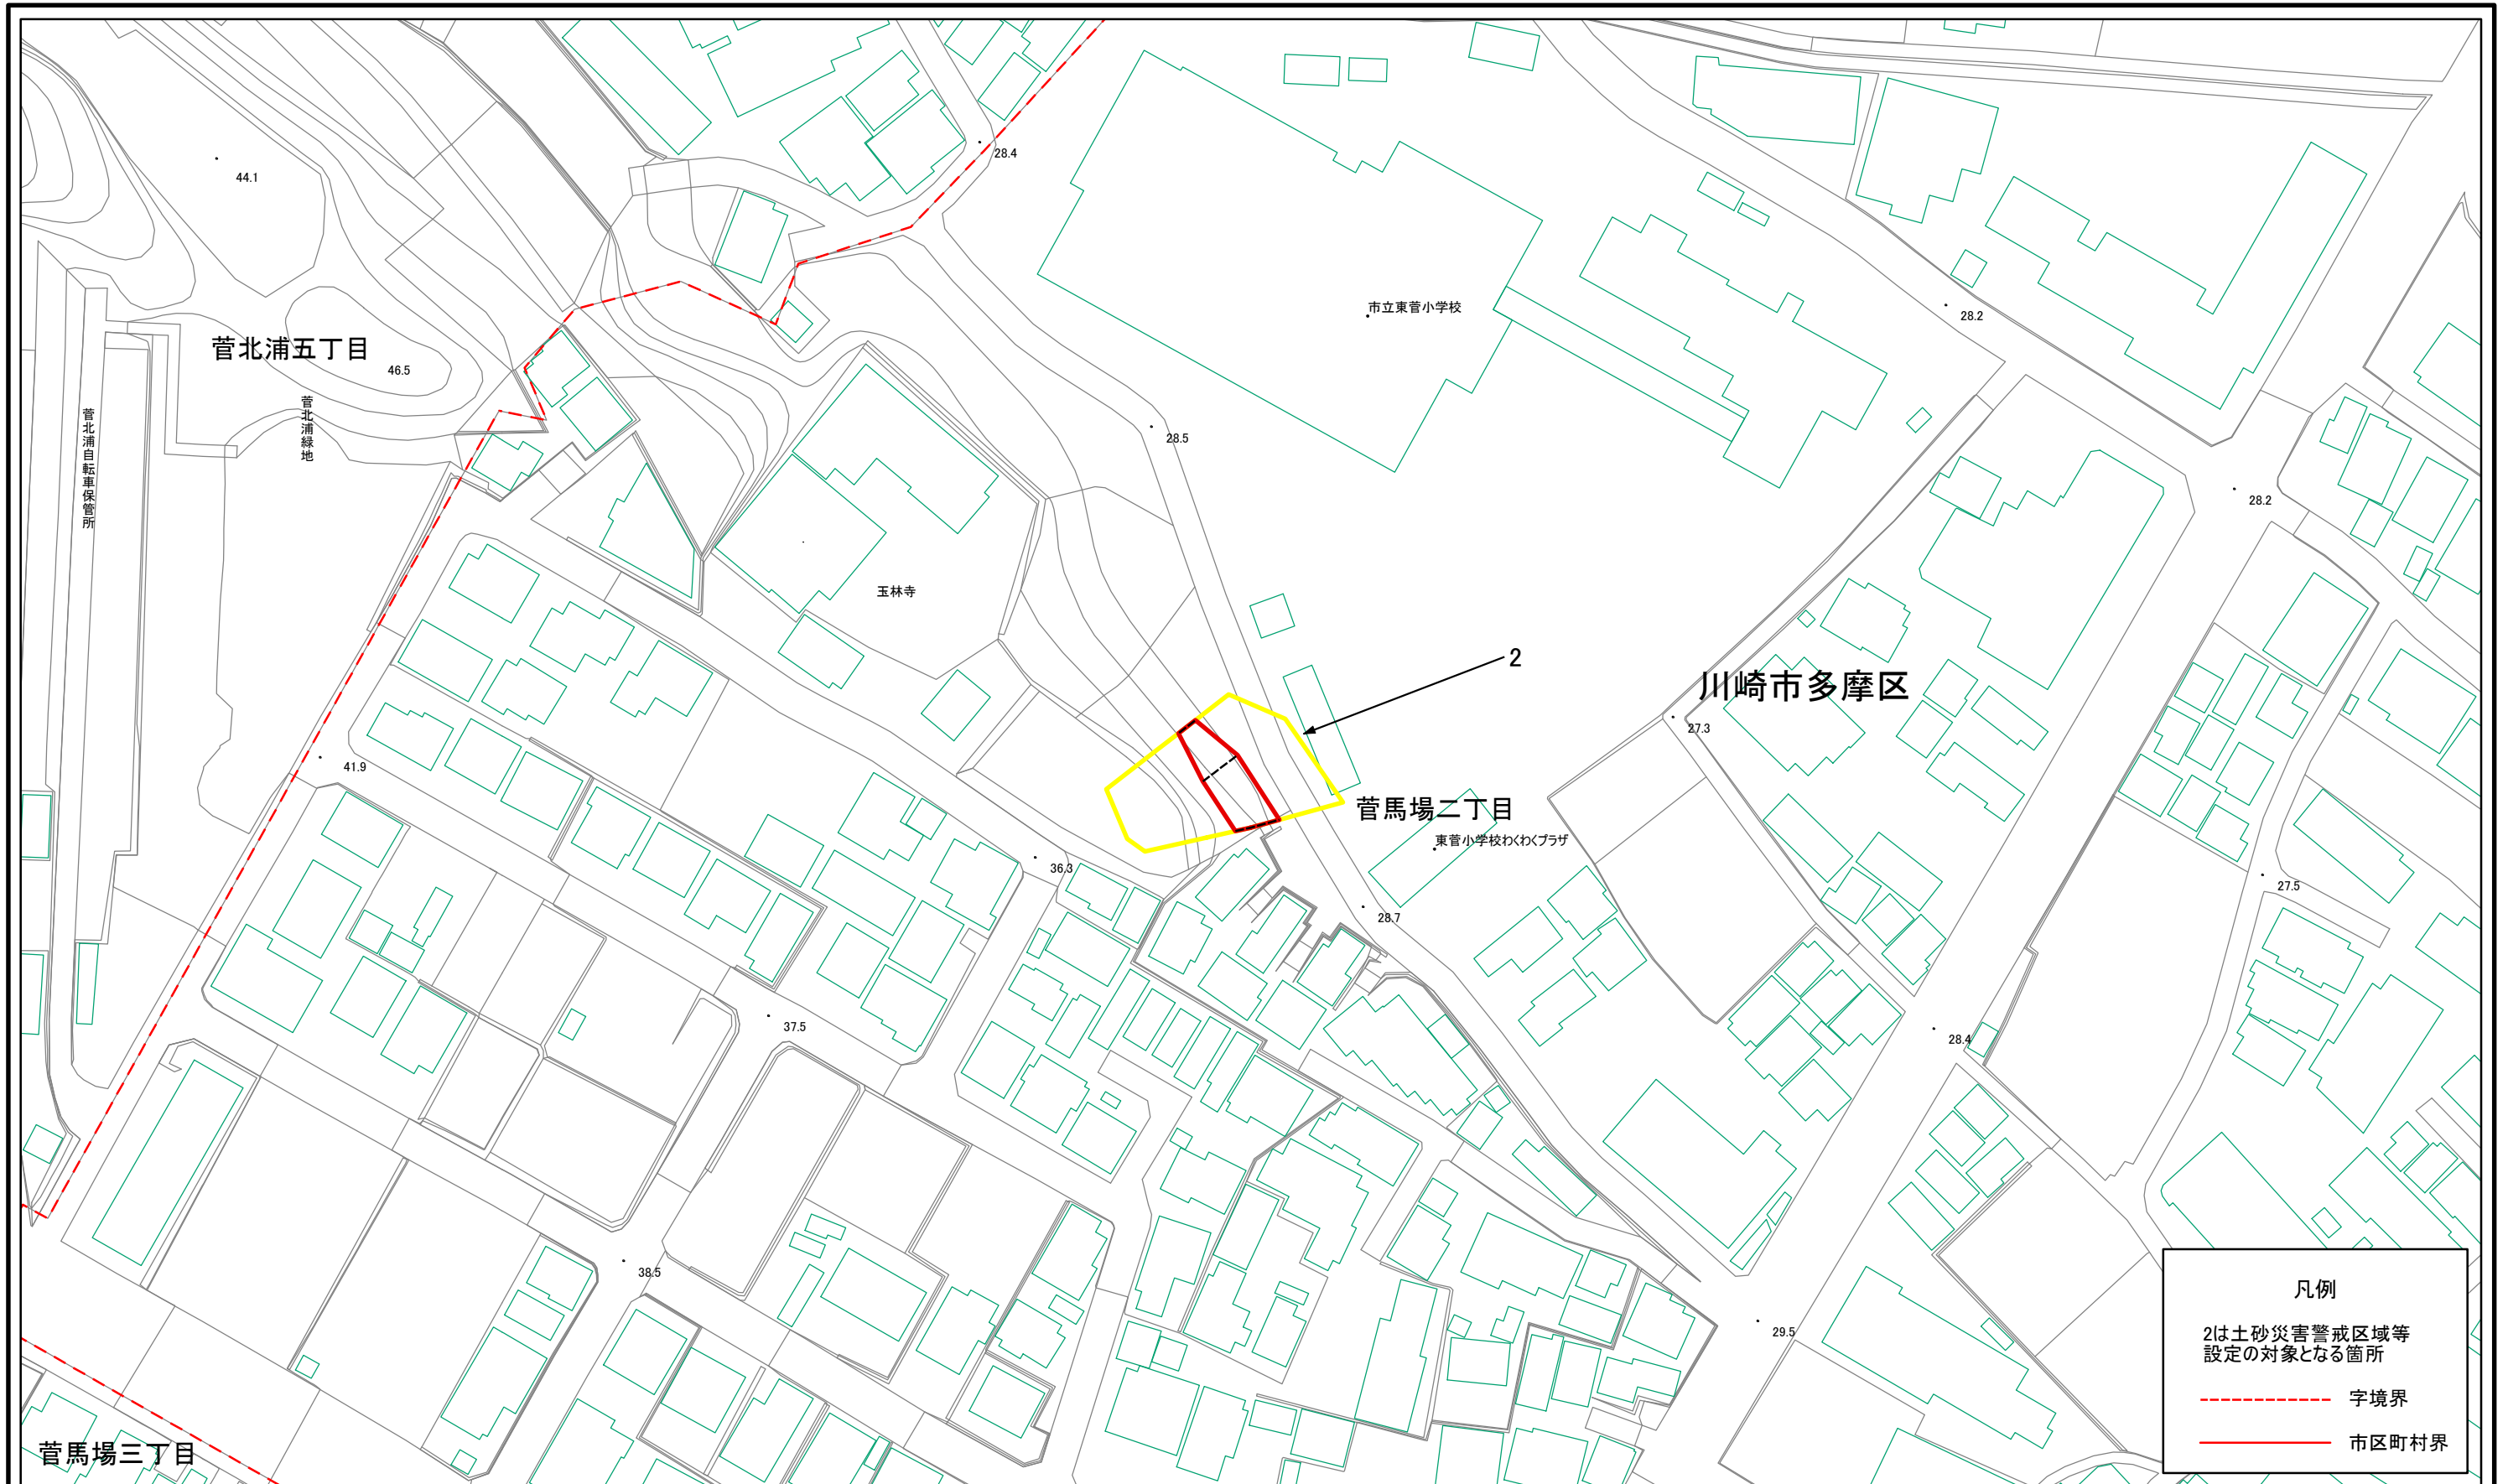 28.4
44.1
市立東菅小学校
28.2
菅北浦五丁目
46.5
菅北浦自転車保管所
菅北浦緑地
28.5
28.2
玉林寺
2
川崎市多摩区
27.3
41.9
菅馬場二丁目
東菅小学校わくわくプラザ
36.3
27.5
28.7
37.5
28.4
38.5
29.5
凡例
2は土砂災害警戒区域等
設定の対象となる箇所
字境界
市区町村界
菅馬場三丁目